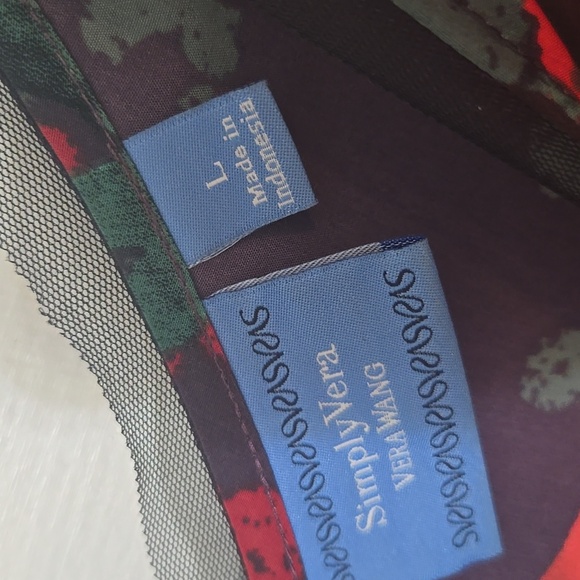 L
Made in
Indonesia
SimplyVera
VERA WANG